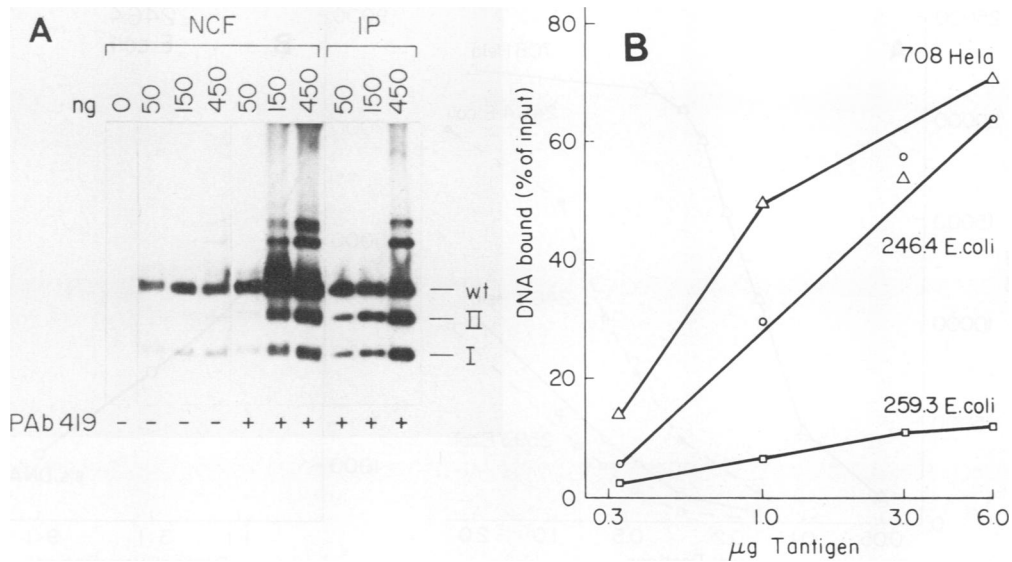 A
NCF IP
ng 0 50 150 450 50 150 450 50 150 450
wt
II
I
PAb 419 - - - - + + + + + +
B
DNA bound (% of input)
80
60
40
20
0
708 Hela
246.4 E.coli
259.3 E.coli
0.3 1.0 3.0 6.0
µg Tantigen